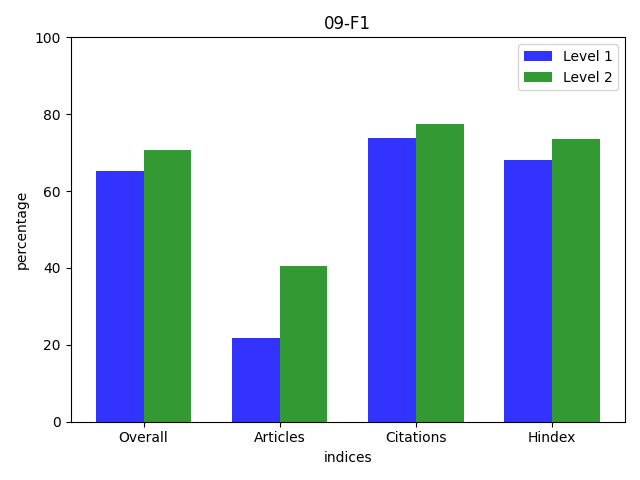 09-F1
Level 1
Level 2
100
80
60
40
20
0
percentage
Overall Articles Citations Hindex
indices